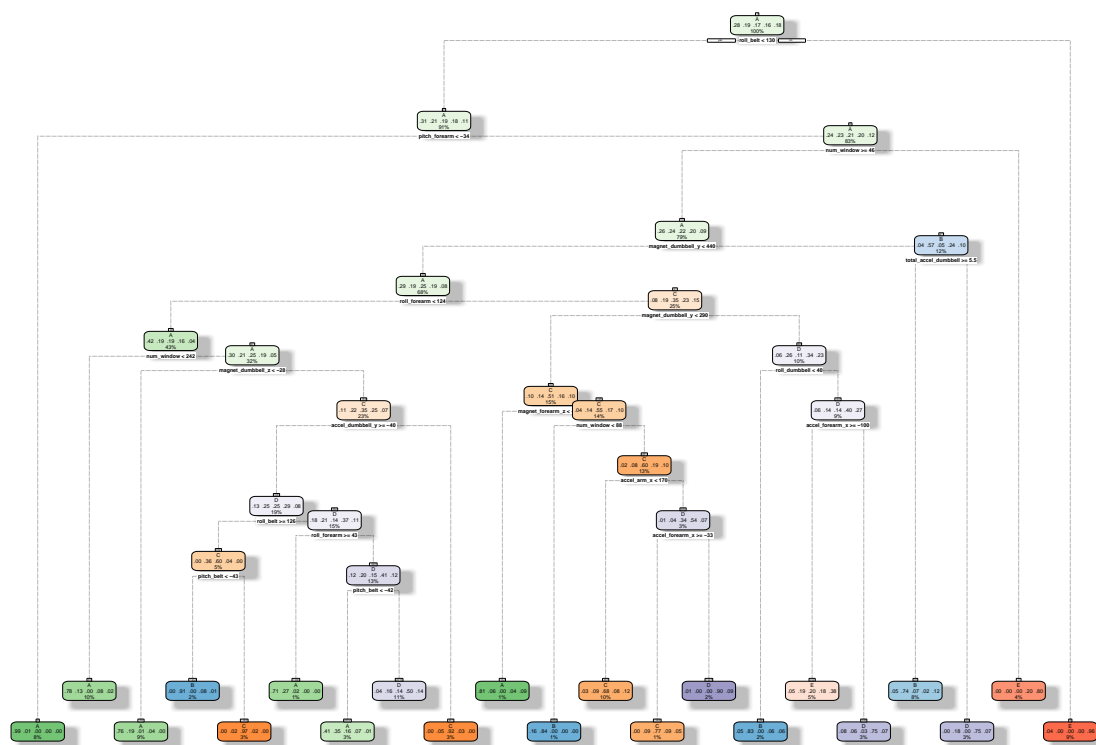 A
.28 .19 .17 .16 .18
100%
roll_belt < 130
A
.31 .21 .19 .18 .11
91%
pitch_forearm < −34
A
.24 .23 .21 .20 .12
83%
num_window >= 46
A
.26 .24 .22 .20 .09
79%
magnet_dumbbell_y < 440
B
.04 .57 .05 .24 .10
12%
total_accel_dumbbell >= 5.5
A
.29 .19 .25 .19 .08
68%
roll_forearm < 124
C
.08 .19 .35 .23 .15
25%
magnet_dumbbell_y < 290
A
.42 .19 .19 .16 .04
43%
num_window < 242
A
.30 .21 .25 .19 .05
32%
magnet_dumbbell_z < −28
D
.06 .26 .11 .34 .23
10%
roll_dumbbell < 40
C
.11 .22 .35 .25 .07
23%
accel_dumbbell_y >= −40
C
.10 .14 .51 .16 .10
15%
magnet_forearm_z <
C
.04 .14 .55 .17 .10
14%
num_window < 88
D
.06 .14 .14 .40 .27
9%
accel_forearm_x >= −100
C
.02 .08 .60 .19 .10
13%
accel_arm_x < 170
D
.13 .25 .25 .29 .08
19%
roll_belt >= 126
D
.18 .21 .14 .37 .11
15%
roll_forearm >= 43
D
.01 .04 .34 .54 .07
3%
accel_forearm_x >= −33
C
.00 .36 .60 .04 .00
5%
pitch_belt < −43
D
.12 .20 .15 .41 .12
13%
pitch_belt < −42
A
.78 .13 .00 .08 .02
10%
B
.00 .91 .00 .08 .01
2%
A
.71 .27 .02 .00 .00
1%
D
.04 .16 .14 .50 .14
11%
A
.81 .06 .00 .04 .09
1%
C
.03 .09 .68 .08 .12
10%
D
.01 .00 .00 .90 .09
2%
E
.05 .19 .20 .18 .38
5%
B
.05 .74 .07 .02 .12
8%
E
.00 .00 .00 .20 .80
4%
A
.99 .01 .00 .00 .00
8%
A
.76 .19 .01 .04 .00
9%
C
.00 .02 .97 .02 .00
3%
A
.41 .35 .16 .07 .01
3%
C
.00 .05 .92 .03 .00
3%
B
.16 .84 .00 .00 .00
1%
C
.00 .09 .77 .09 .05
1%
B
.05 .83 .00 .06 .06
2%
D
.08 .06 .03 .75 .07
3%
D
.00 .18 .00 .75 .07
3%
E
.04 .00 .00 .00 .96
9%